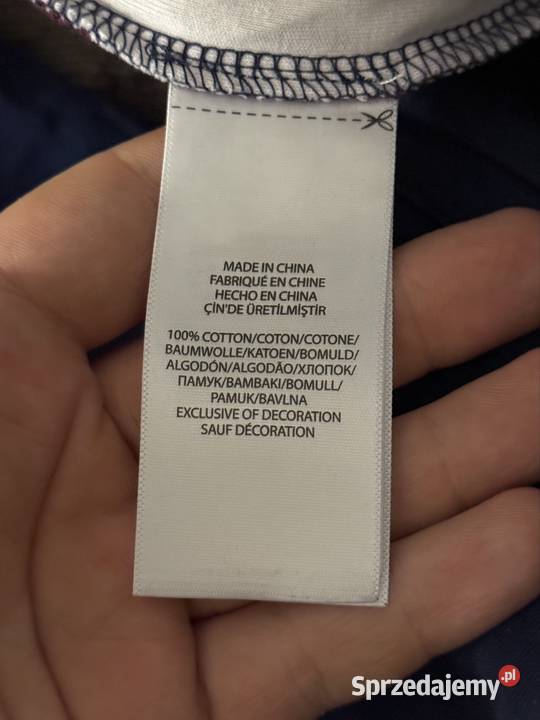 MADE IN CHINA
FABRIQUÉ EN CHINE
HECHO EN CHINA
ÇİN'DE ÜRETİLMİŞTİR
100% COTTON/COTON/COTONE/
BAUMWOLLE/KATOEN/BOMULD/
ALGODÓN/ALGODÃO/ХЛОПОК/
ПАМУК/BAMBAKI/BOMULL/
PAMUK/BAVLNA
EXCLUSIVE OF DECORATION
SAUF DÉCORATION
Sprzedajemy.pl